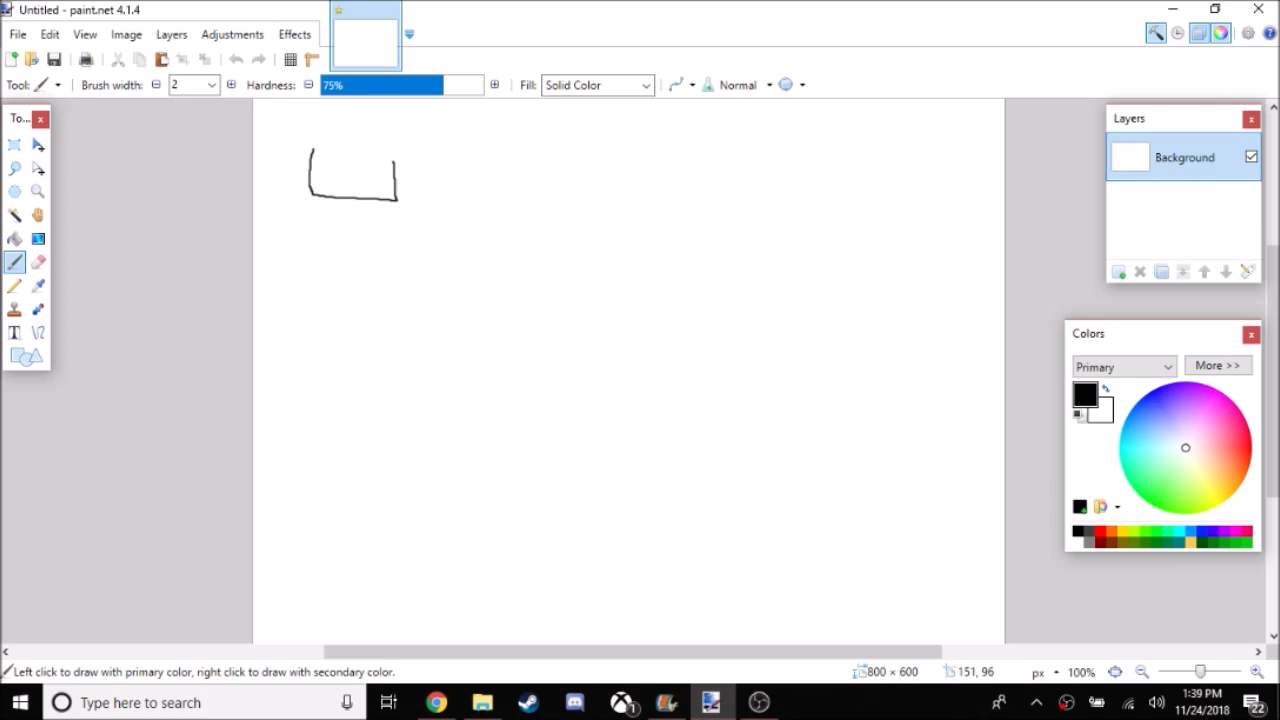 Untitled - paint.net 4.1.4
File Edit View Image Layers Adjustments Effects
Tool: Brush width: 2 Hardness: 75% Fill: Solid Color Normal
To...
Layers
Background
Colors
Primary More >>
Left click to draw with primary color, right click to draw with secondary color. 800 × 600 151, 96 px 100%
Type here to search
1
1:39 PM
11/24/2018
22